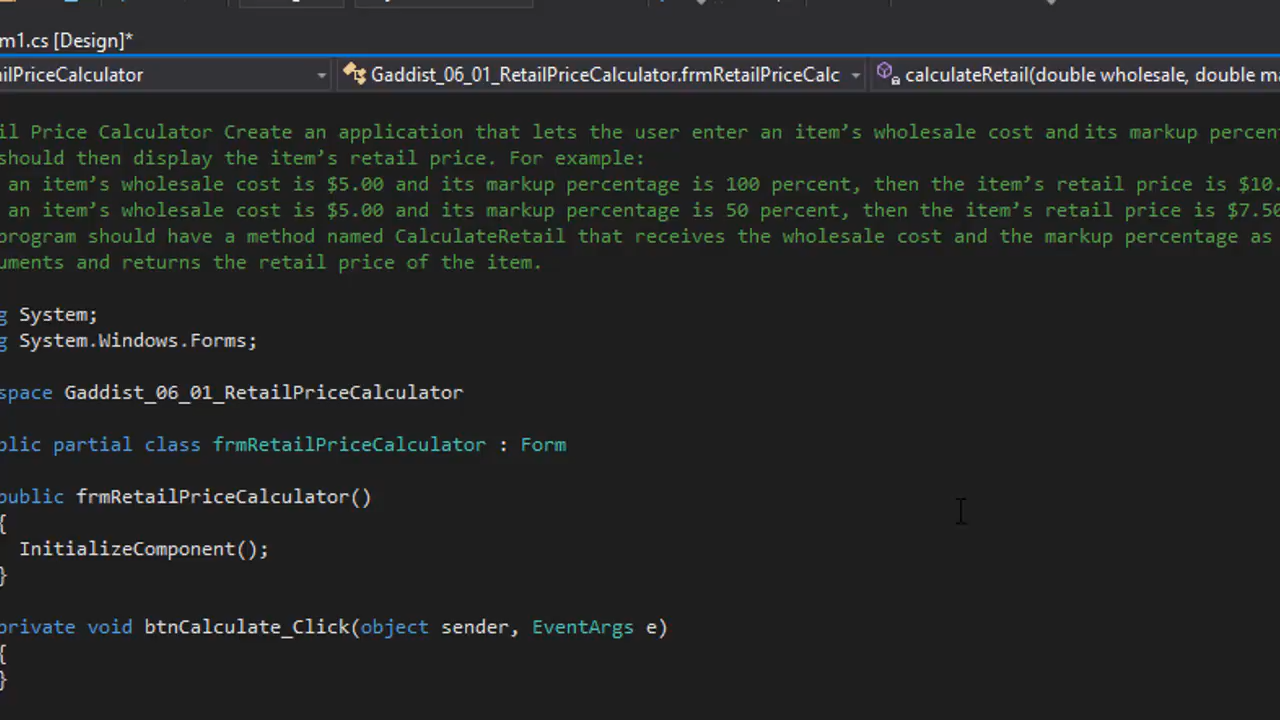 m1.cs [Design]*
ilPriceCalculator
Gaddist_06_01_RetailPriceCalculator.frmRetailPriceCalc
calculateRetail(double wholesale, double ma
il Price Calculator Create an application that lets the user enter an item's wholesale cost and its markup percen
should then display the item's retail price. For example:
an item's wholesale cost is $5.00 and its markup percentage is 100 percent, then the item's retail price is $10.
an item's wholesale cost is $5.00 and its markup percentage is 50 percent, then the item's retail price is $7.50
program should have a method named CalculateRetail that receives the wholesale cost and the markup percentage as
uments and returns the retail price of the item.
g System;
g System.Windows.Forms;
space Gaddist_06_01_RetailPriceCalculator
blic partial class frmRetailPriceCalculator : Form
public frmRetailPriceCalculator()
{
InitializeComponent();
}
private void btnCalculate_Click(object sender, EventArgs e)
{
}